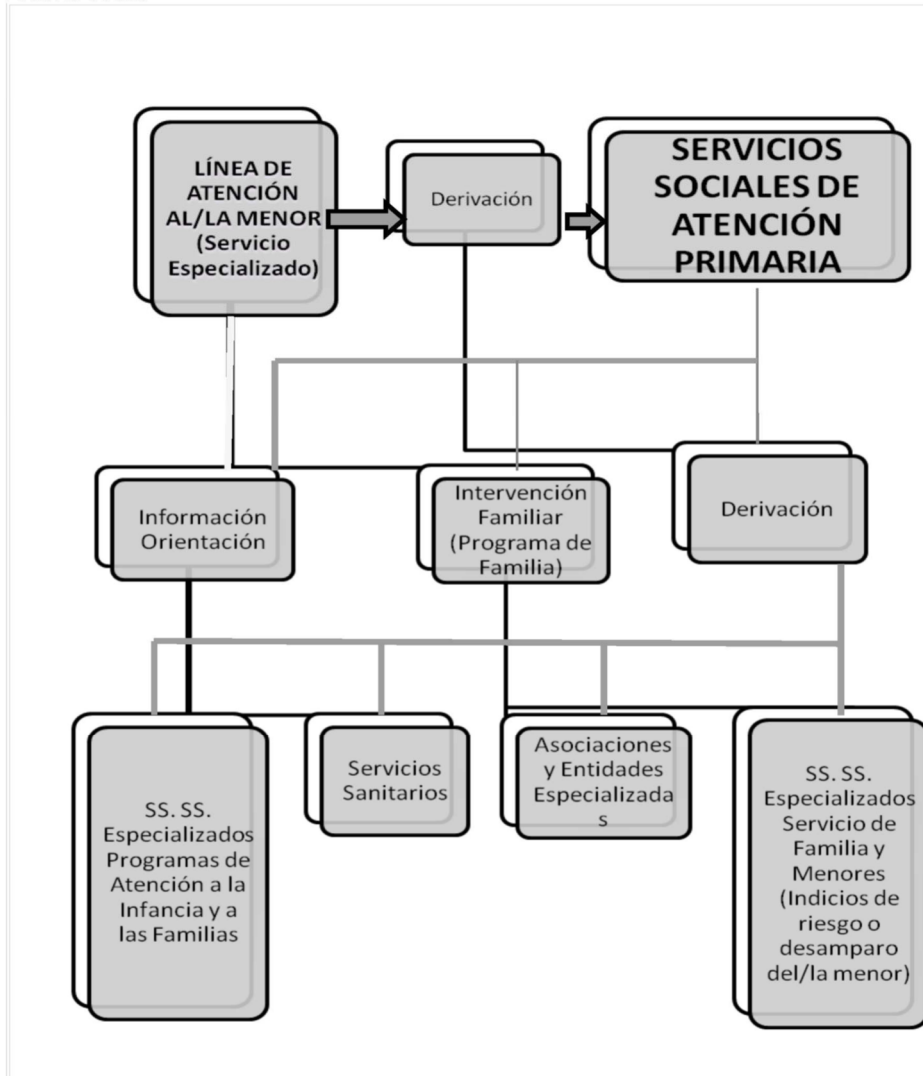 LÍNEA DE
ATENCIÓN
AL/LA MENOR
(Servicio
Especializado)
Derivación
SERVICIOS
SOCIALES DE
ATENCIÓN
PRIMARIA
Información
Orientación
Intervención
Familiar
(Programa de
Familia)
Derivación
SS. SS.
Especializados
Programas de
Atención a la
Infancia y a
las Familias
Servicios
Sanitarios
Asociaciones
y Entidades
Especializada
s
SS. SS.
Especializados
Servicio de
Familia y
Menores
(Indicios de
riesgo o
desamparo
del/la menor)